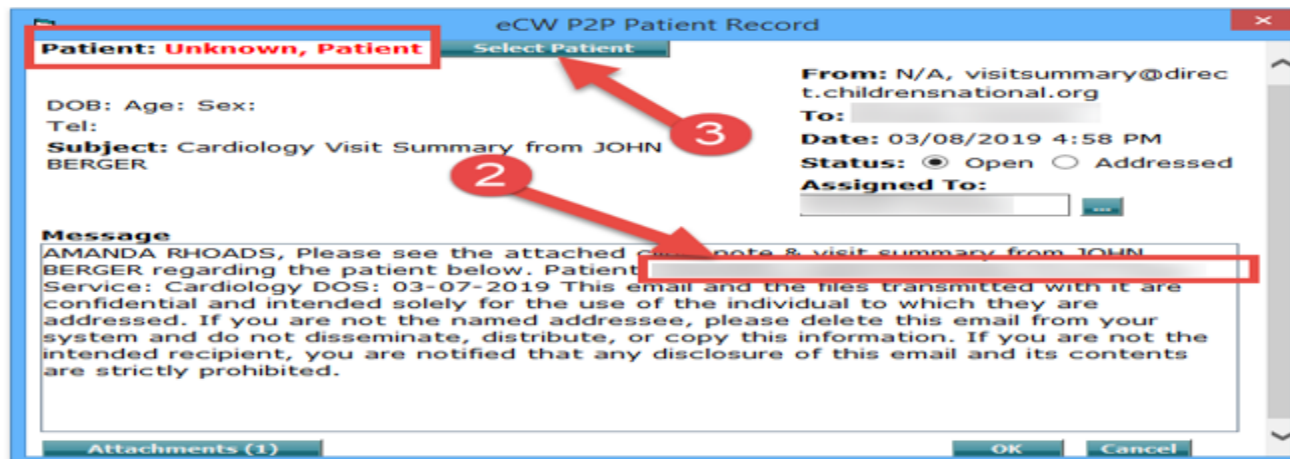 eCW P2P Patient Record
Patient: Unknown, Patient Select Patient
From: N/A, visitsummary@direc
t.childrensnational.org
DOB: Age: Sex:
To:
Tel:
3
Date: 03/08/2019 4:58 PM
Subject: Cardiology Visit Summary from JOHN
BERGER
Status: Open Addressed
2
Assigned To:
...
Message
AMANDA RHOADS, Please see the attached note & visit summary from JOHN
BERGER regarding the patient below. Patient
Service: Cardiology DOS: 03-07-2019 This email and the files transmitted with it are
confidential and intended solely for the use of the individual to which they are
addressed. If you are not the named addressee, please delete this email from your
system and do not disseminate, distribute, or copy this information. If you are not the
intended recipient, you are notified that any disclosure of this email and its contents
are strictly prohibited.
Attachments (1) OK Cancel